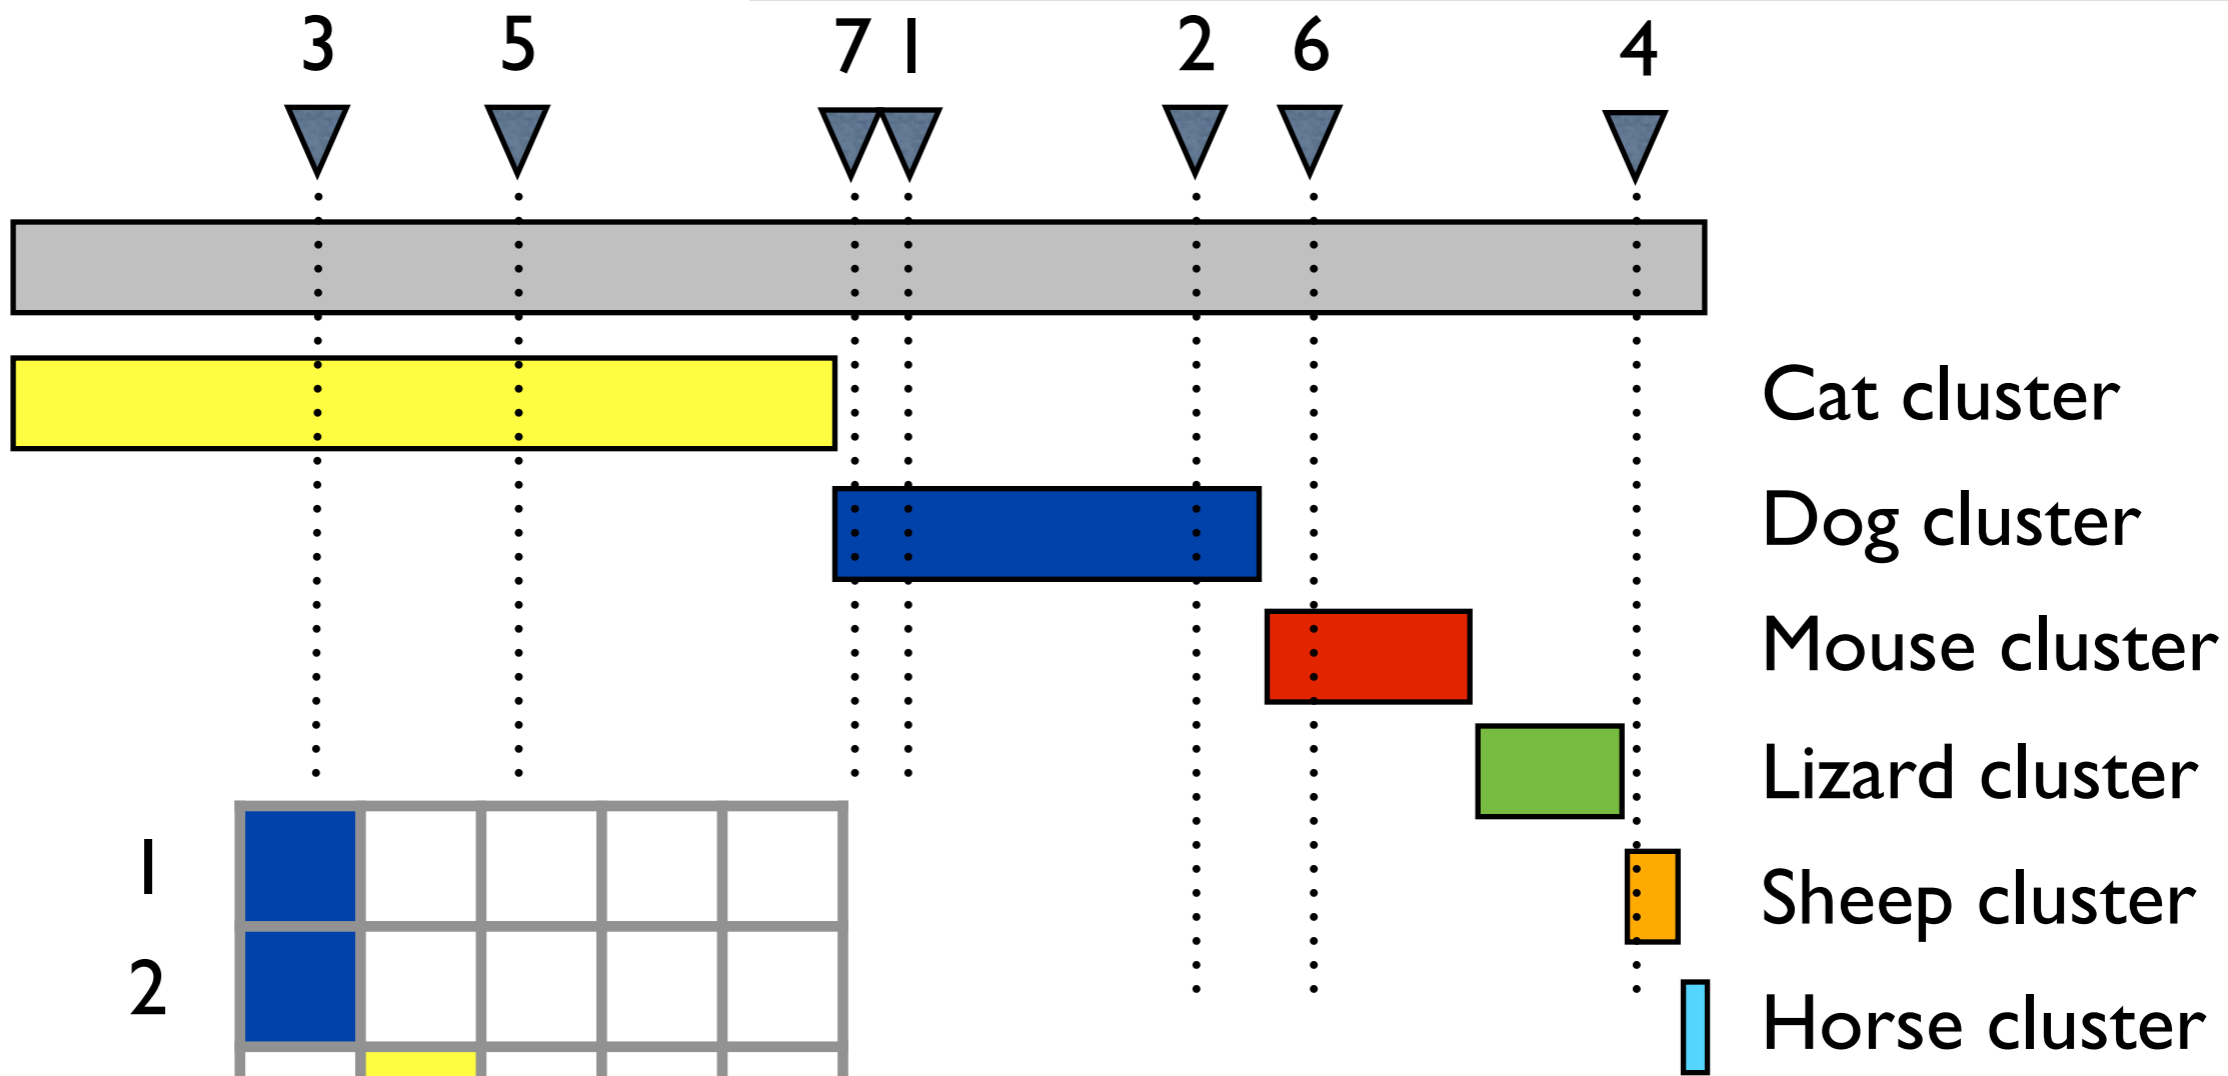 3 5 7 1 2 6 4
Cat cluster
Dog cluster
Mouse cluster
Lizard cluster
1
Sheep cluster
2
Horse cluster